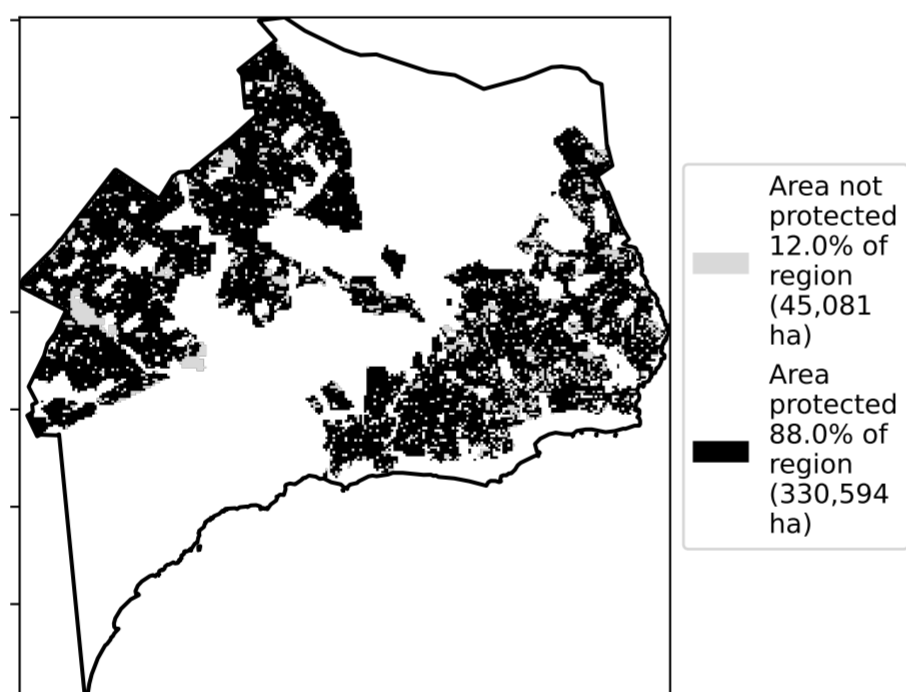 Area not
protected
12.0% of
region
(45,081
ha)
Area
protected
88.0% of
region
(330,594
ha)